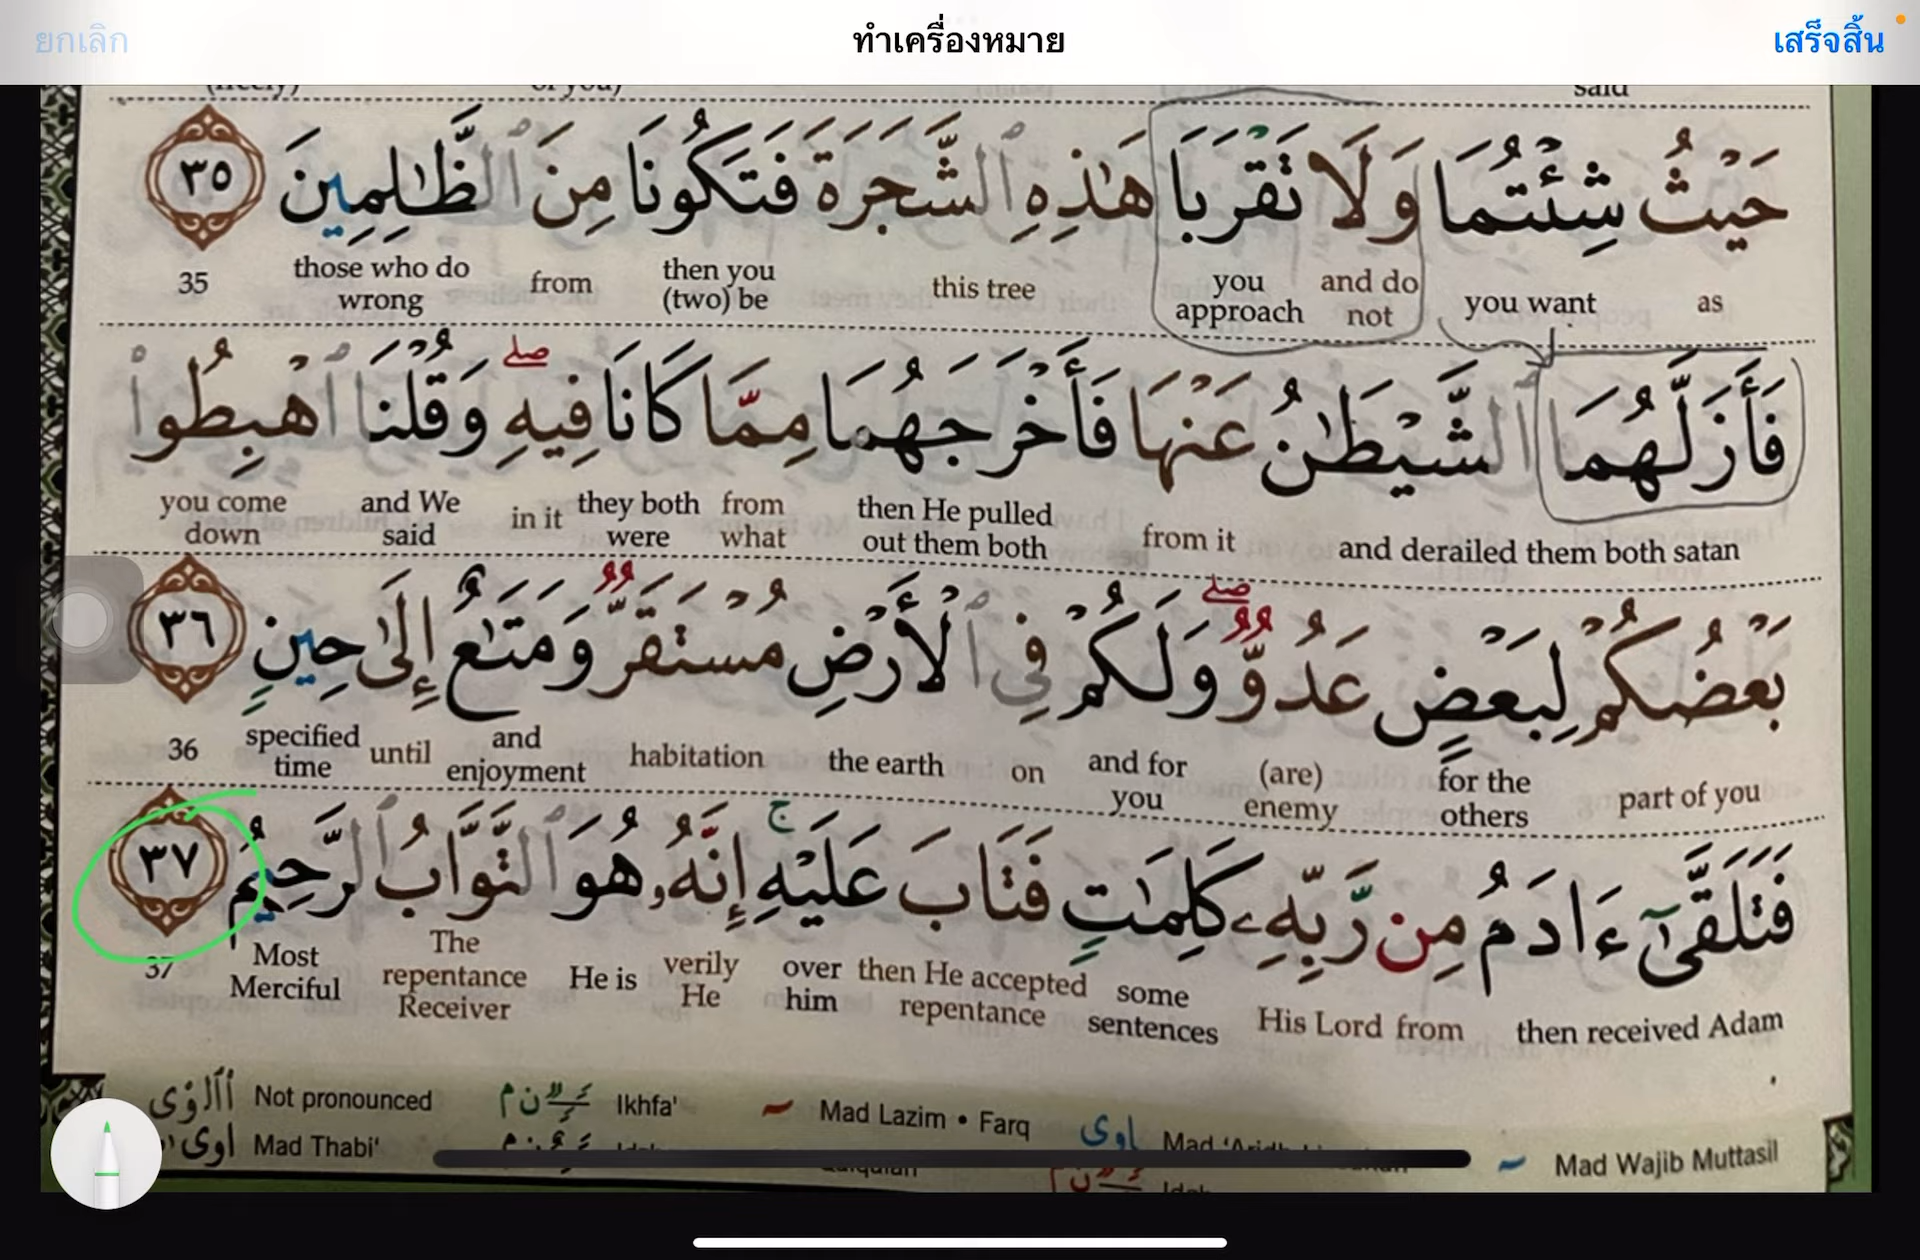 ยกเลิก ทำเครื่องหมาย เสร็จสิ้น
said
حَيْثُ شِئْتُمَا وَلَا تَقْرَبَا هَٰذِهِ ٱلشَّجَرَةَ فَتَكُونَا مِنَ ٱلظَّـٰلِمِينَ ٣٥
as you want and do not you approach this tree then you (two) be from those who do wrong 35
فَأَزَلَّهُمَا ٱلشَّيْطَـٰنُ عَنْهَا فَأَخْرَجَهُمَا مِمَّا كَانَا فِيهِ ۖ وَقُلْنَا ٱهْبِطُوا۟
and derailed them both satan from it then He pulled out them both from what they both were in it and We said you come down
بَعْضُكُمْ لِبَعْضٍ عَدُوٌّ ۖ وَلَكُمْ فِى ٱلْأَرْضِ مُسْتَقَرٌّ وَمَتَـٰعٌ إِلَىٰ حِينٍ ٣٦
part of you for the others (are) enemy and for you on the earth habitation and enjoyment until specified time 36
فَتَلَقَّىٰٓ ءَادَمُ مِن رَّبِّهِۦ كَلِمَـٰتٍ فَتَابَ عَلَيْهِ ۚ إِنَّهُۥ هُوَ ٱلتَّوَّابُ ٱلرَّحِيمُ ٣٧
then received Adam from His Lord some sentences then He accepted repentance over him verily He He is The repentance Receiver Most Merciful 37
Not pronounced Ikhfa' Mad Lazim • Farq
Mad Thabi' Mad Wajib Muttasil